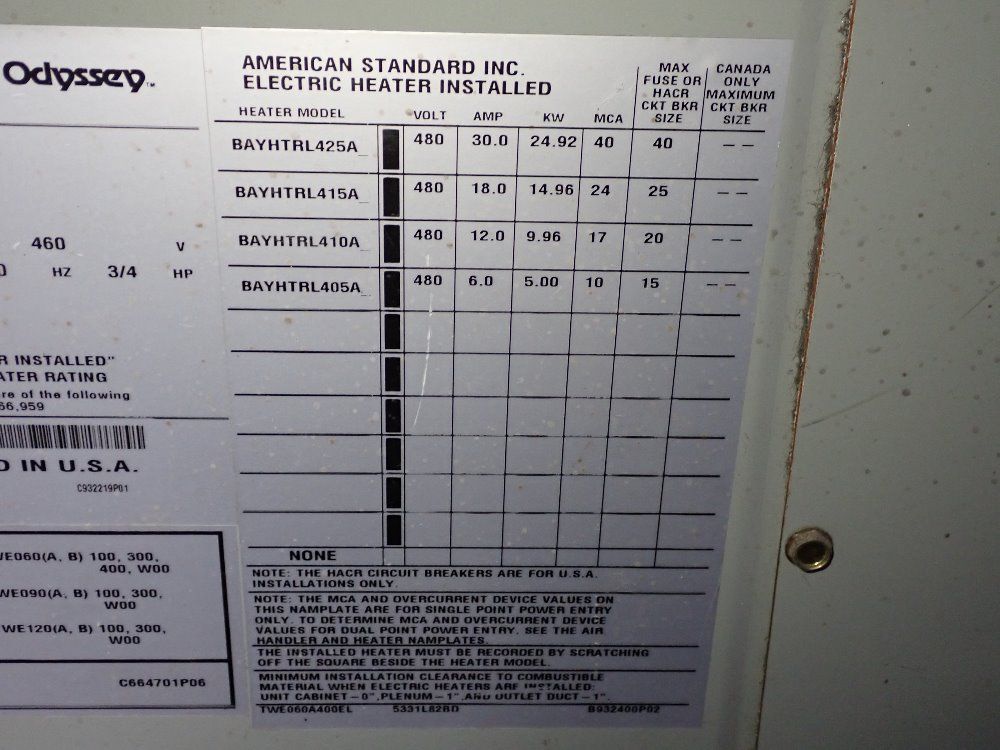 Odyssey™
460 V
HZ 3/4 HP
R INSTALLED"
ATER RATING
re of the following
66,959
D IN U.S.A.
C932219P01
WE060(A, B) 100, 300,
400, W00
WE090(A, B) 100, 300,
W00
WE120(A, B) 100, 300,
W00
C664701P06
AMERICAN STANDARD INC.
ELECTRIC HEATER INSTALLED
MAX FUSE OR HACR CKT BKR SIZE
CANADA ONLY MAXIMUM CKT BKR SIZE
HEATER MODEL VOLT AMP KW MCA
BAYHTRL425A_ 480 30.0 24.92 40 40 – –
BAYHTRL415A_ 480 18.0 14.96 24 25 – –
BAYHTRL410A_ 480 12.0 9.96 17 20 – –
BAYHTRL405A_ 480 6.0 5.00 10 15 – –
NONE
NOTE: THE HACR CIRCUIT BREAKERS ARE FOR U.S.A.
INSTALLATIONS ONLY.
NOTE: THE MCA AND OVERCURRENT DEVICE VALUES ON
THIS NAMPLATE ARE FOR SINGLE POINT POWER ENTRY
ONLY. TO DETERMINE MCA AND OVERCURRENT DEVICE
VALUES FOR DUAL POINT POWER ENTRY. SEE THE AIR
HANDLER AND HEATER NAMPLATES.
THE INSTALLED HEATER MUST BE RECORDED BY SCRATCHING
OFF THE SQUARE BESIDE THE HEATER MODEL.
MINIMUM INSTALLATION CLEARANCE TO COMBUSTIBLE
MATERIAL WHEN ELECTRIC HEATERS ARE INSTALLED:
UNIT CABINET – 0", PLENUM – 1", AND OUTLET DUCT – 1".
TWE060A400EL 5331L82BD B932400P02